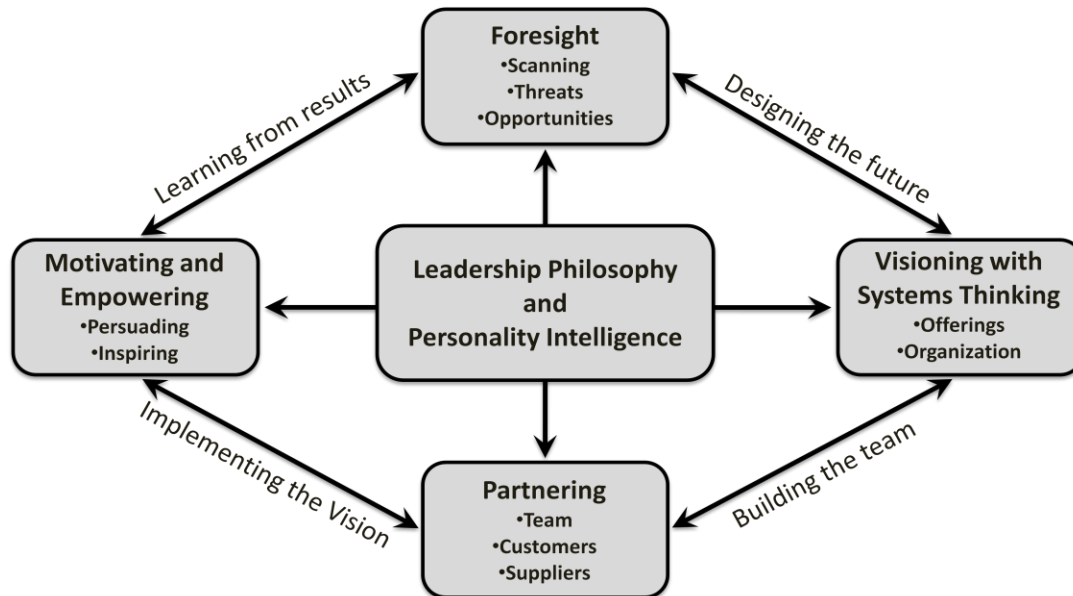 Foresight
•Scanning
•Threats
•Opportunities
Learning from results
Designing the future
Motivating and
Empowering
•Persuading
•Inspiring
Leadership Philosophy
and
Personality Intelligence
Visioning with
Systems Thinking
•Offerings
•Organization
Implementing the Vision
Building the team
Partnering
•Team
•Customers
•Suppliers